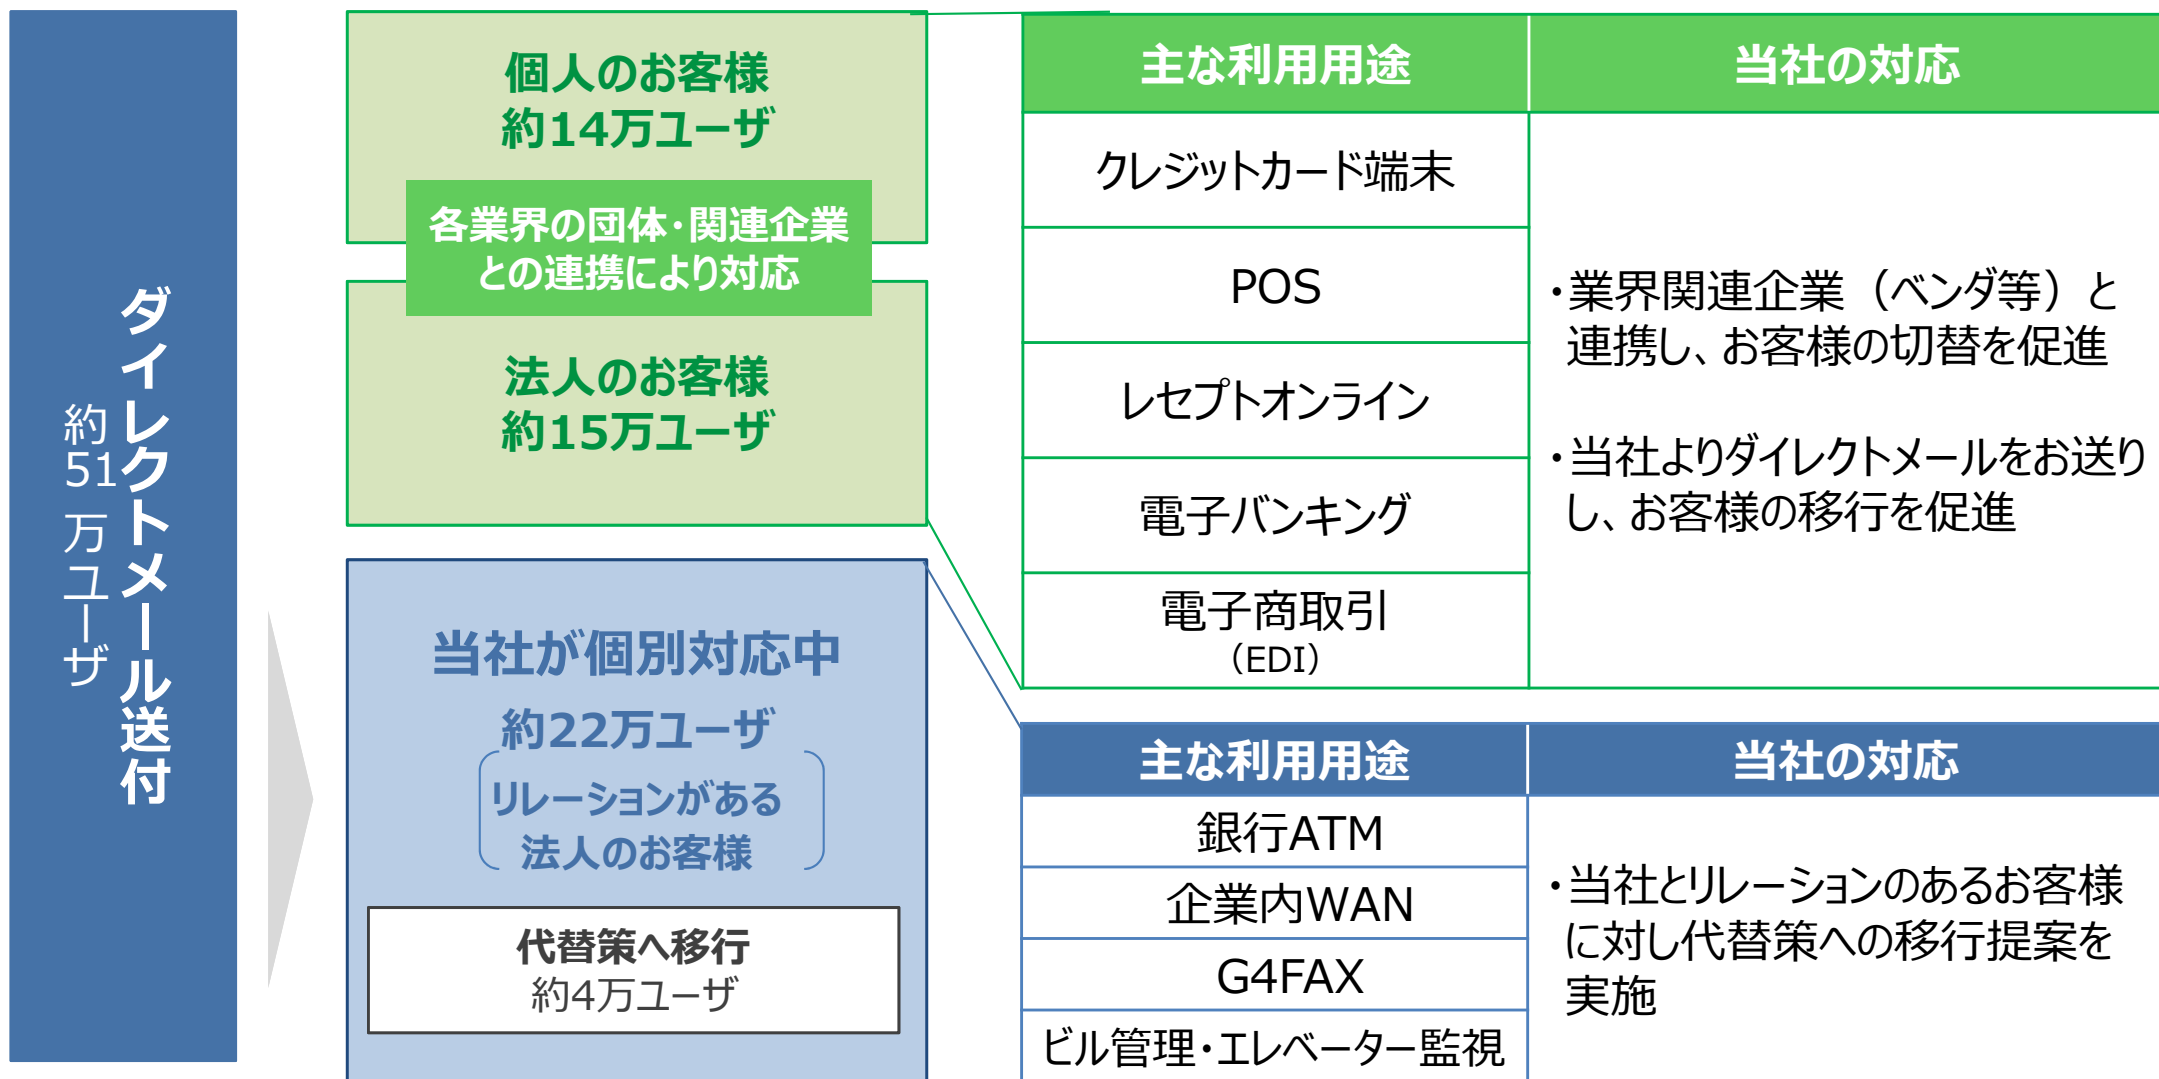 ダイレクトメール送付
約51万ユーザ
個人のお客様
約14万ユーザ
各業界の団体・関連企業
との連携により対応
法人のお客様
約15万ユーザ
当社が個別対応中
約22万ユーザ
リレーションがある
法人のお客様
代替策へ移行
約4万ユーザ
主な利用用途
当社の対応
クレジットカード端末
POS
レセプトオンライン
電子バンキング
電子商取引
（EDI）
・業界関連企業（ベンダ等）と
連携し、お客様の切替を促進
・当社よりダイレクトメールをお送り
し、お客様の移行を促進
主な利用用途
当社の対応
銀行ATM
企業内WAN
G4FAX
ビル管理・エレベーター監視
・当社とリレーションのあるお客様
に対し代替策への移行提案を
実施